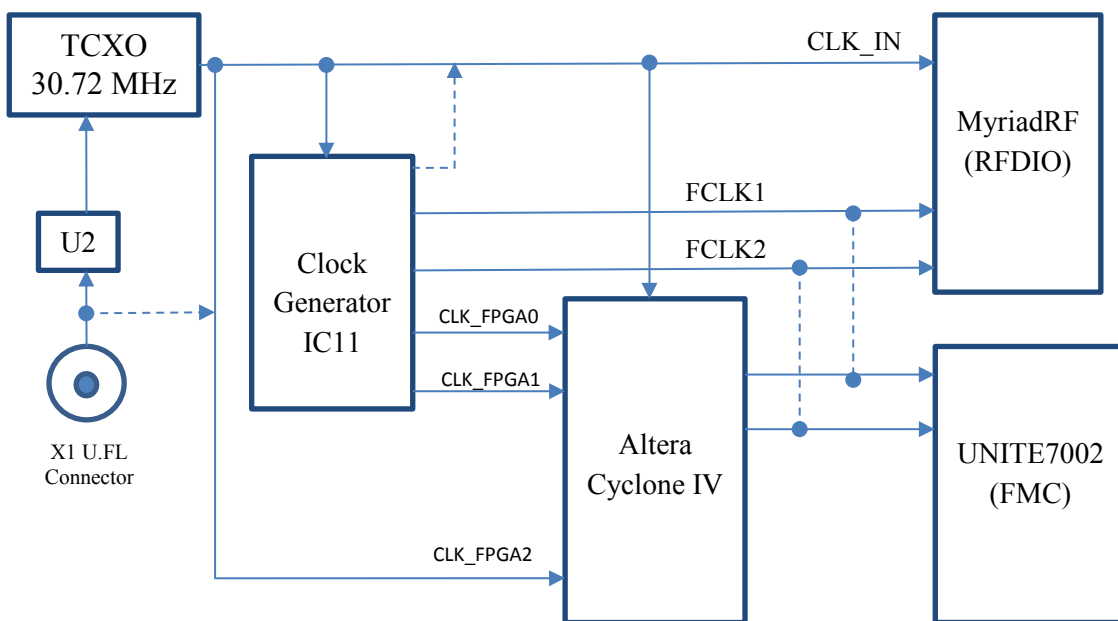 TCXO
30.72 MHz
CLK_IN
MyriadRF
(RFDIO)
FCLK1
U2
FCLK2
Clock
Generator
IC11
CLK_FPGA0
CLK_FPGA1
X1 U.FL
Connector
Altera
Cyclone IV
UNITE7002
(FMC)
CLK_FPGA2